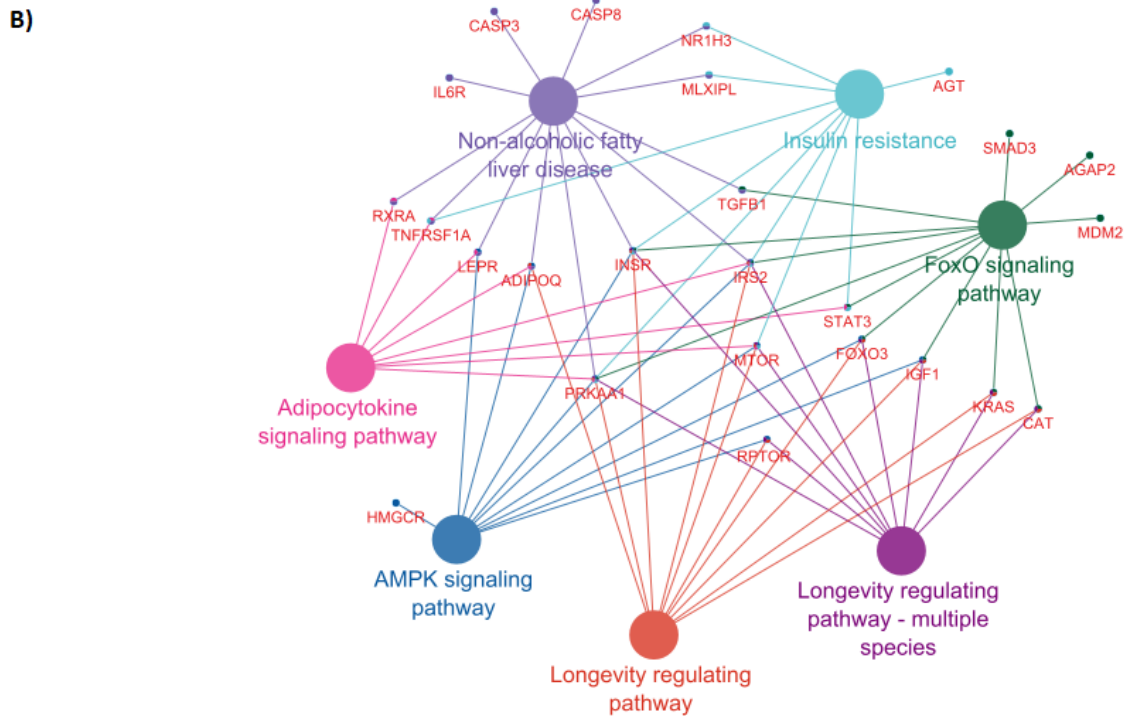 B)
CASP3
CASP8
NR1H3
IL6R
MLXIPL
AGT
Non-alcoholic fatty
liver disease
Insulin resistance
SMAD3
AGAP2
RXRA
TNFRSF1A
TGFB1
MDM2
LEPR
ADIPOQ
INSR
IRS2
FoxO signaling
pathway
STAT3
MTOR
FOXO3
IGF1
PRKAA1
KRAS
CAT
Adipocytokine
signaling pathway
RPTOR
HMGCR
AMPK signaling
pathway
Longevity regulating
pathway - multiple
species
Longevity regulating
pathway